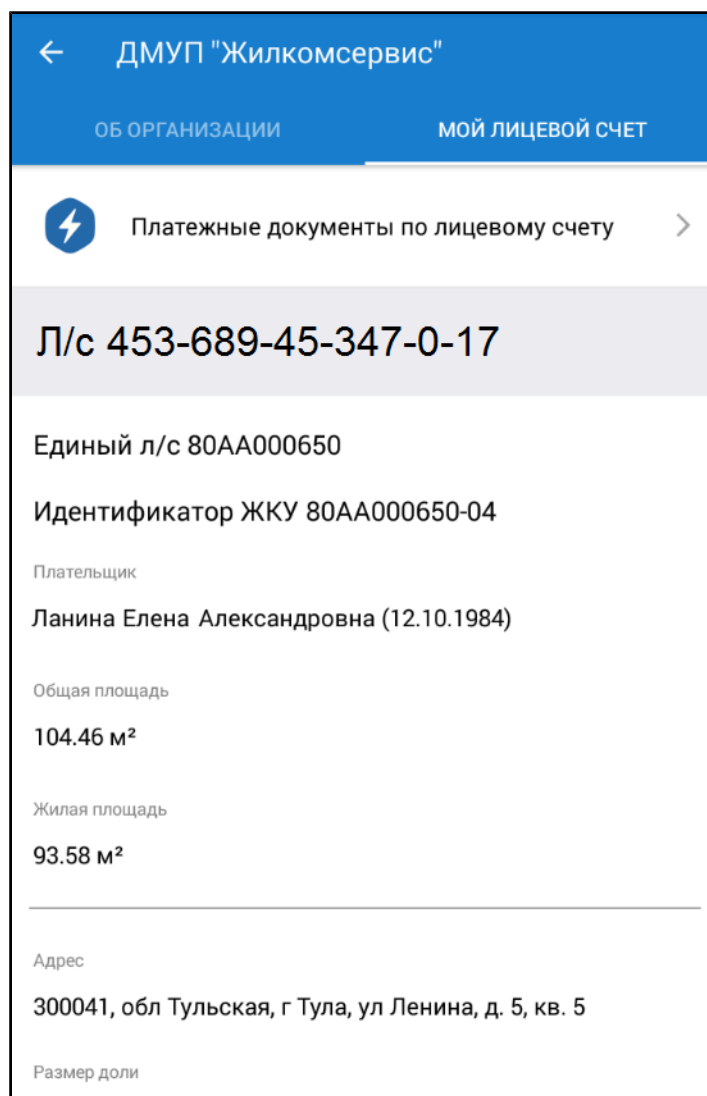 ДМУП "Жилкомсервис"
ОБ ОРГАНИЗАЦИИ
МОЙ ЛИЦЕВОЙ СЧЕТ
Платежные документы по лицевому счету
Л/с 453-689-45-347-0-17
Единый л/с 80АА000650
Идентификатор ЖКУ 80АА000650-04
Плательщик
Ланина Елена Александровна (12.10.1984)
Общая площадь
104.46 м²
Жилая площадь
93.58 м²
Адрес
300041, обл Тульская, г Тула, ул Ленина, д. 5, кв. 5
Размер доли